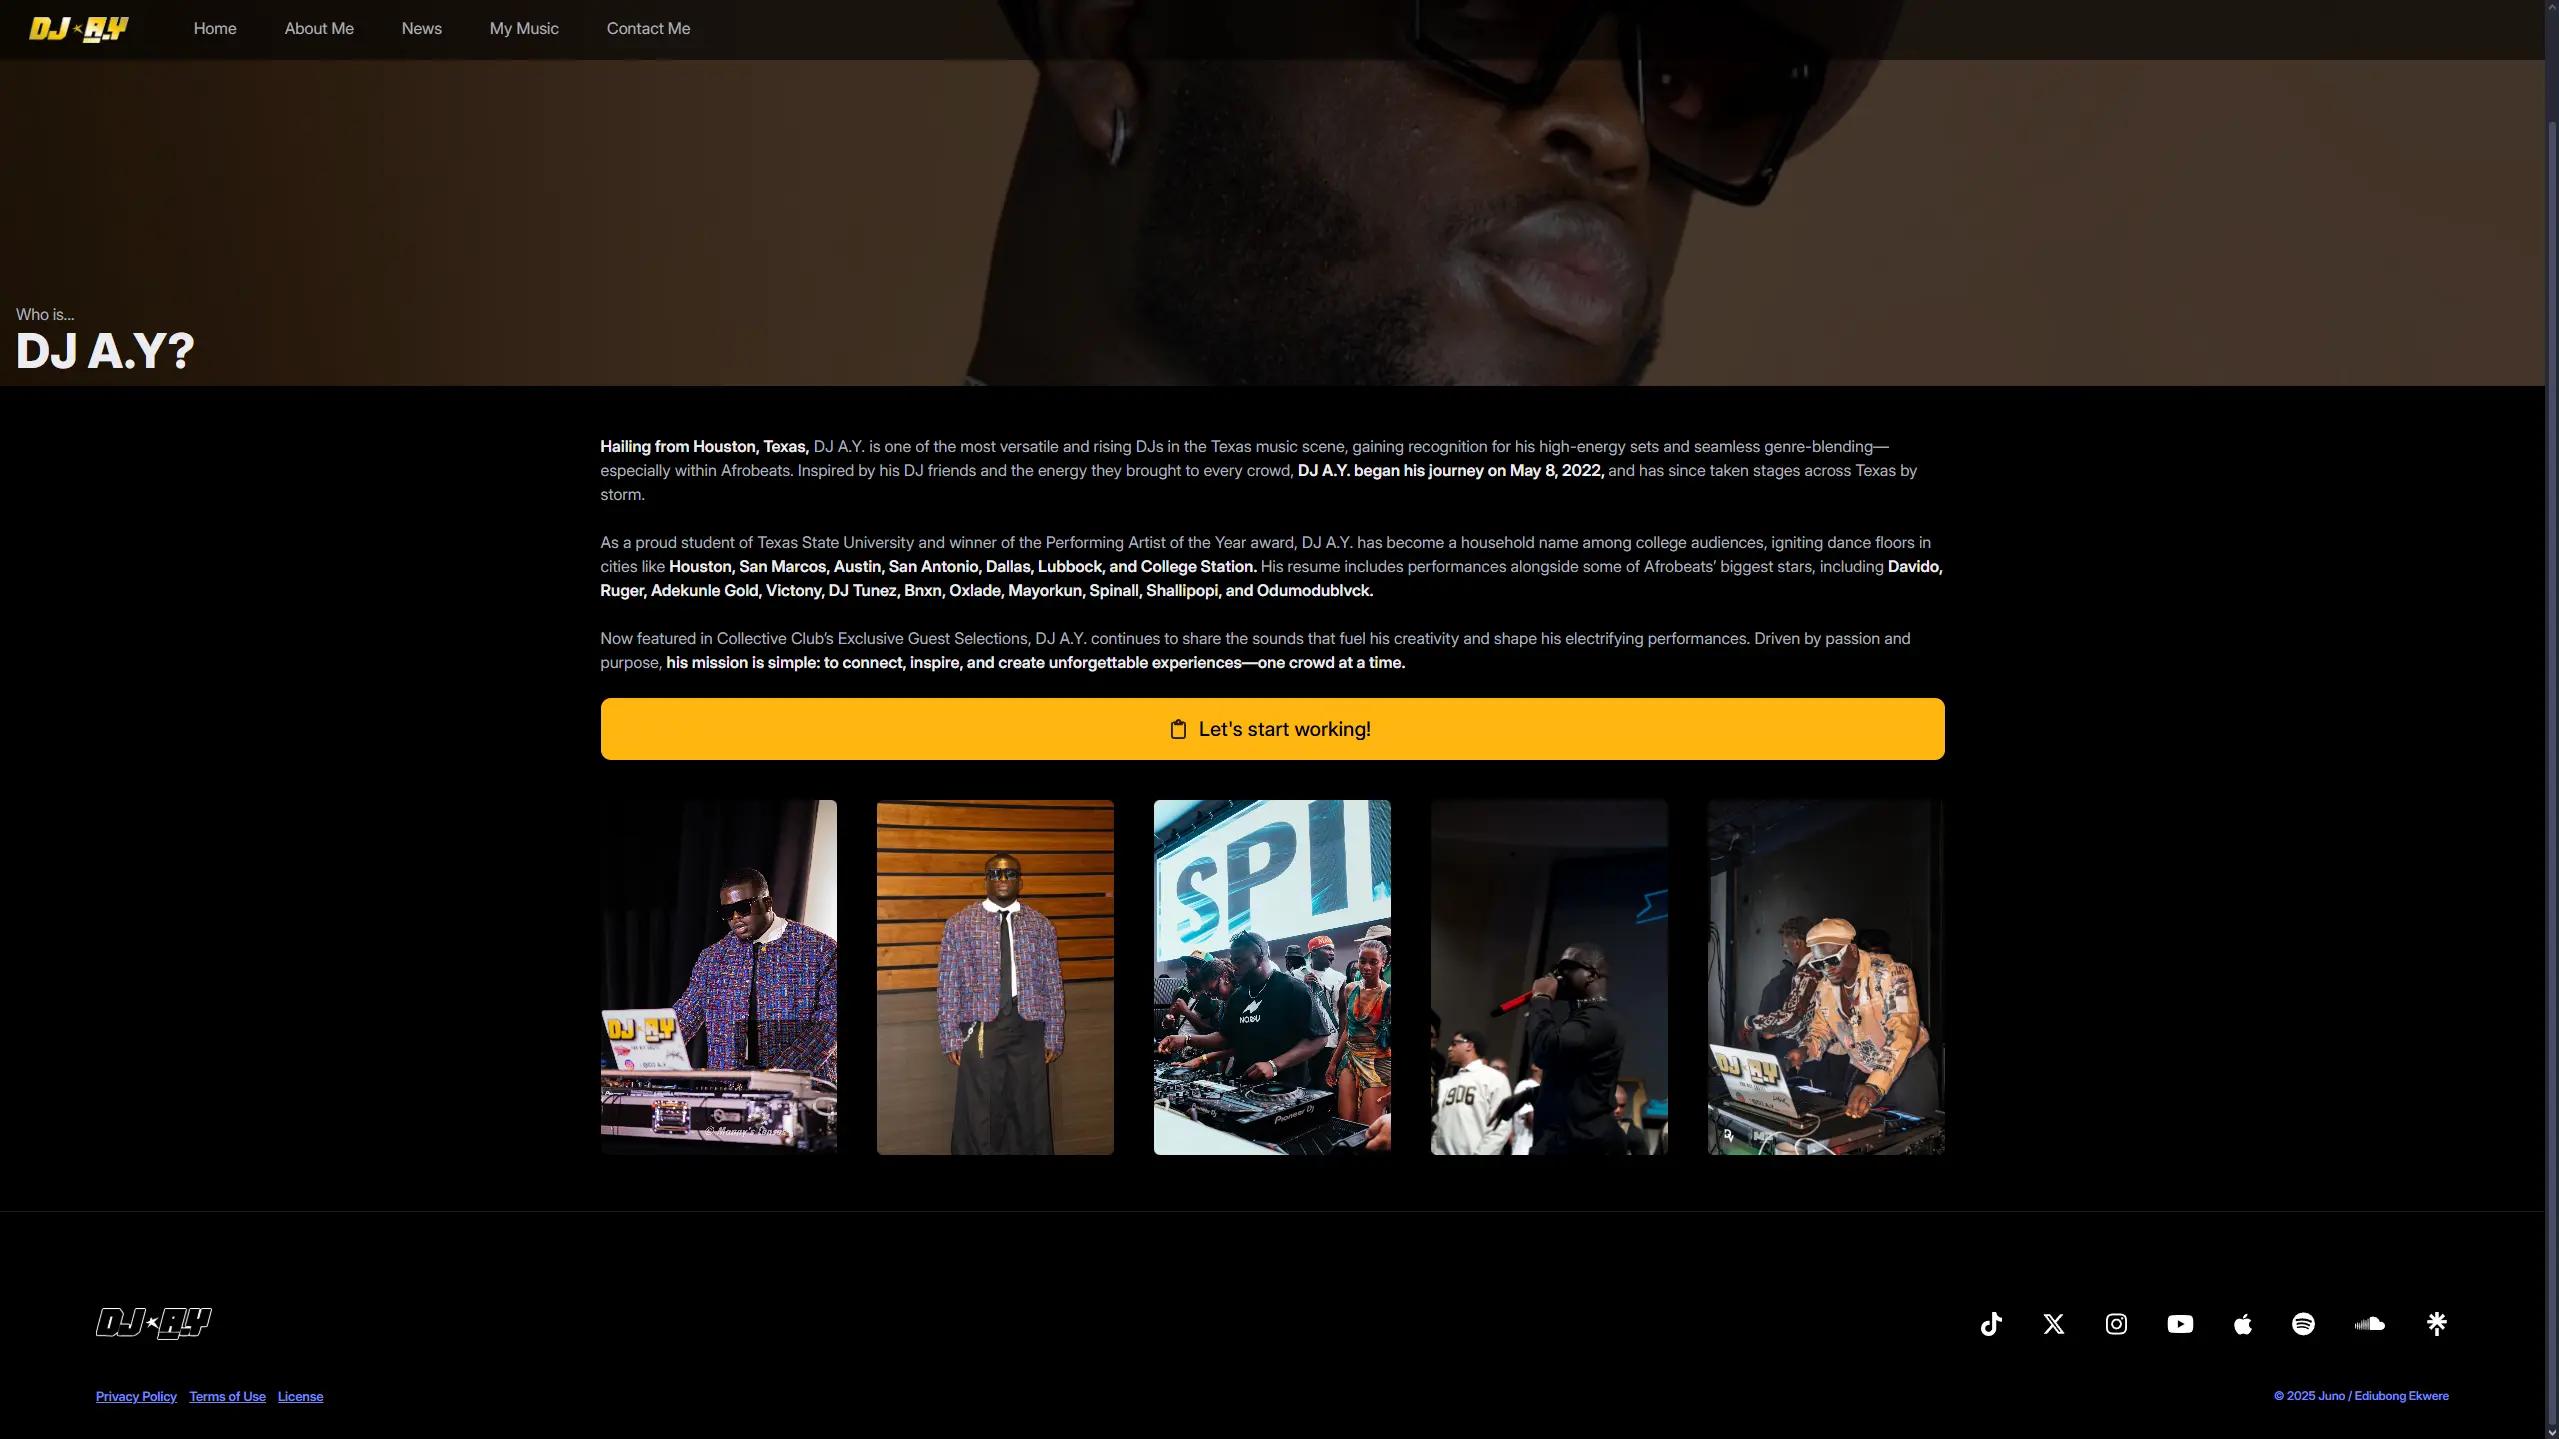 DJ A.Y
Home
About Me
News
My Music
Contact Me
Who is...
DJ A.Y?
Hailing from Houston, Texas, DJ A.Y. is one of the most versatile and rising DJs in the Texas music scene, gaining recognition for his high-energy sets and seamless genre-blending—
especially within Afrobeats. Inspired by his DJ friends and the energy they brought to every crowd, DJ A.Y. began his journey on May 8, 2022, and has since taken stages across Texas by
storm.
As a proud student of Texas State University and winner of the Performing Artist of the Year award, DJ A.Y. has become a household name among college audiences, igniting dance floors in
cities like Houston, San Marcos, Austin, San Antonio, Dallas, Lubbock, and College Station. His resume includes performances alongside some of Afrobeats’ biggest stars, including Davido,
Ruger, Adekunle Gold, Victony, DJ Tunez, Bnxn, Oxlade, Mayorkun, Spinall, Shallipopi, and Odumodublvck.
Now featured in Collective Club’s Exclusive Guest Selections, DJ A.Y. continues to share the sounds that fuel his creativity and shape his electrifying performances. Driven by passion and
purpose, his mission is simple: to connect, inspire, and create unforgettable experiences—one crowd at a time.
Let's start working!
DJ A.Y
© Manny's Lenses
SPI
Pioneer DJ
906
DJ A.Y
DJ A.Y
Privacy Policy
Terms of Use
License
© 2025 Juno / Ediubong Ekwere